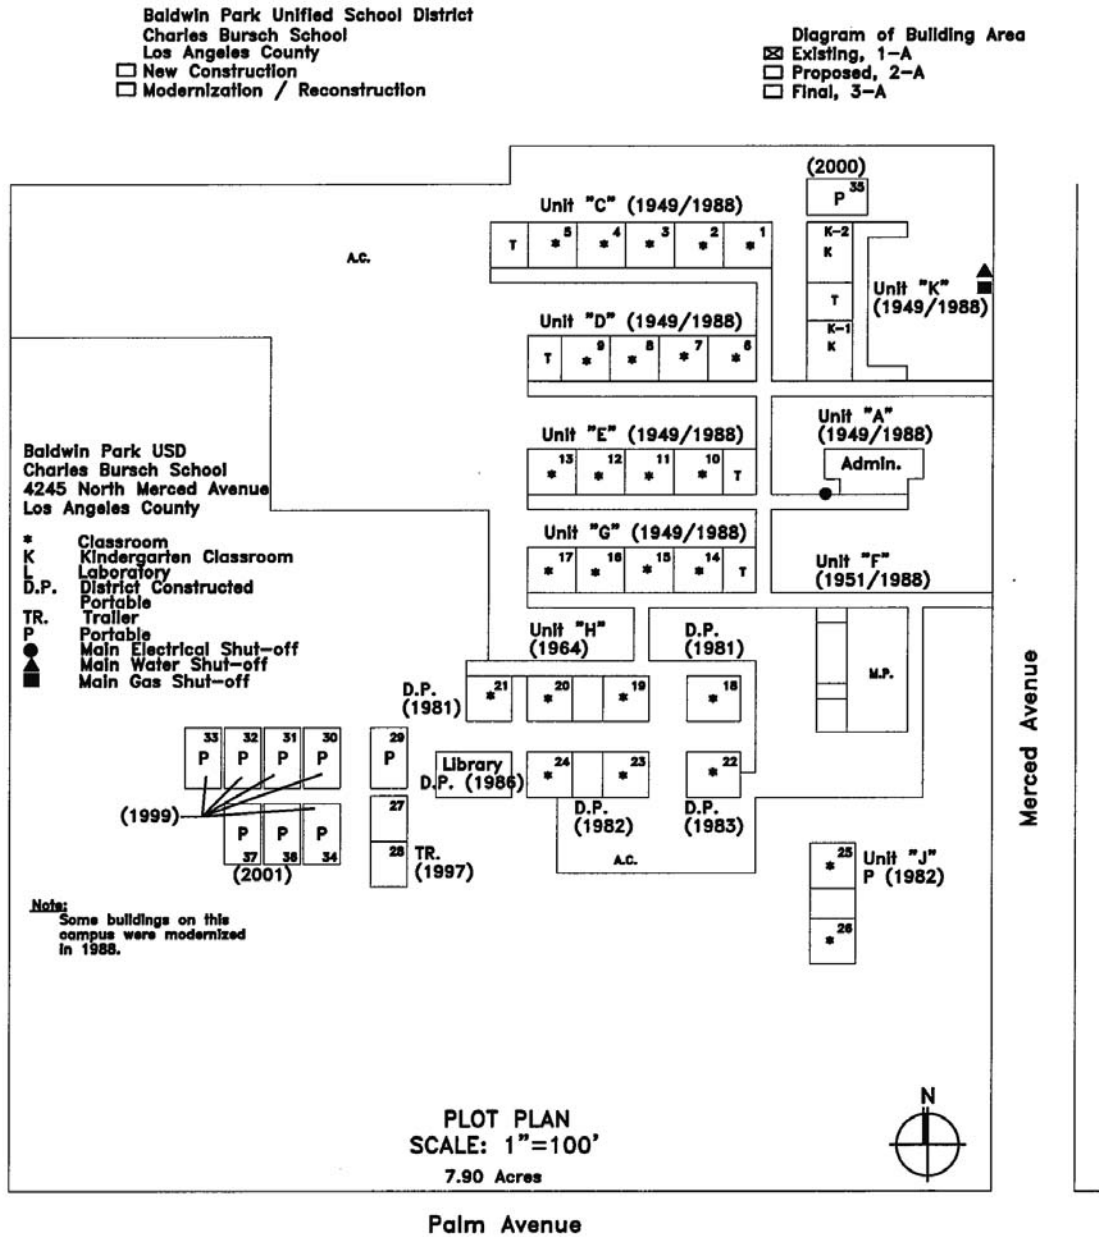 Baldwin Park Unified School District
Charles Bursch School
Los Angeles County
New Construction
Modernization / Reconstruction
Diagram of Building Area
Existing, 1-A
Proposed, 2-A
Final, 3-A
(2000)
P 35
Unit "C" (1949/1988)
T * 5 * 4 * 3 * 2 * 1
K-2
K
A.C.
Unit "K"
(1949/1988)
T
Unit "D" (1949/1988)
K-1
K
T * 9 * 8 * 7 * 6
Unit "A"
(1949/1988)
Admin.
Unit "E" (1949/1988)
* 13 * 12 * 11 * 10 T
Baldwin Park USD
Charles Bursch School
4245 North Merced Avenue
Los Angeles County
* Classroom
K Kindergarten Classroom
L Laboratory
D.P. District Constructed
Portable
TR. Trailer
P Portable
Main Electrical Shut-off
Main Water Shut-off
Main Gas Shut-off
Unit "G" (1949/1988)
* 17 * 16 * 15 * 14 T
Unit "F"
(1951/1988)
Unit "H"
(1964)
D.P.
(1981)
M.P.
D.P.
(1981)
* 21 * 20 * 19 * 18
33 32 31 30 29
P P P P P
Library
D.P. (1986)
* 24 * 23 * 22
(1999)
27
D.P.
(1982)
D.P.
(1983)
P P P
37 36 34
(2001)
28
TR.
(1997)
A.C.
* 25
Unit "J"
P (1982)
* 26
Note:
Some buildings on this
campus were modernized
in 1988.
Merced Avenue
PLOT PLAN
SCALE: 1"=100'
7.90 Acres
N
Palm Avenue